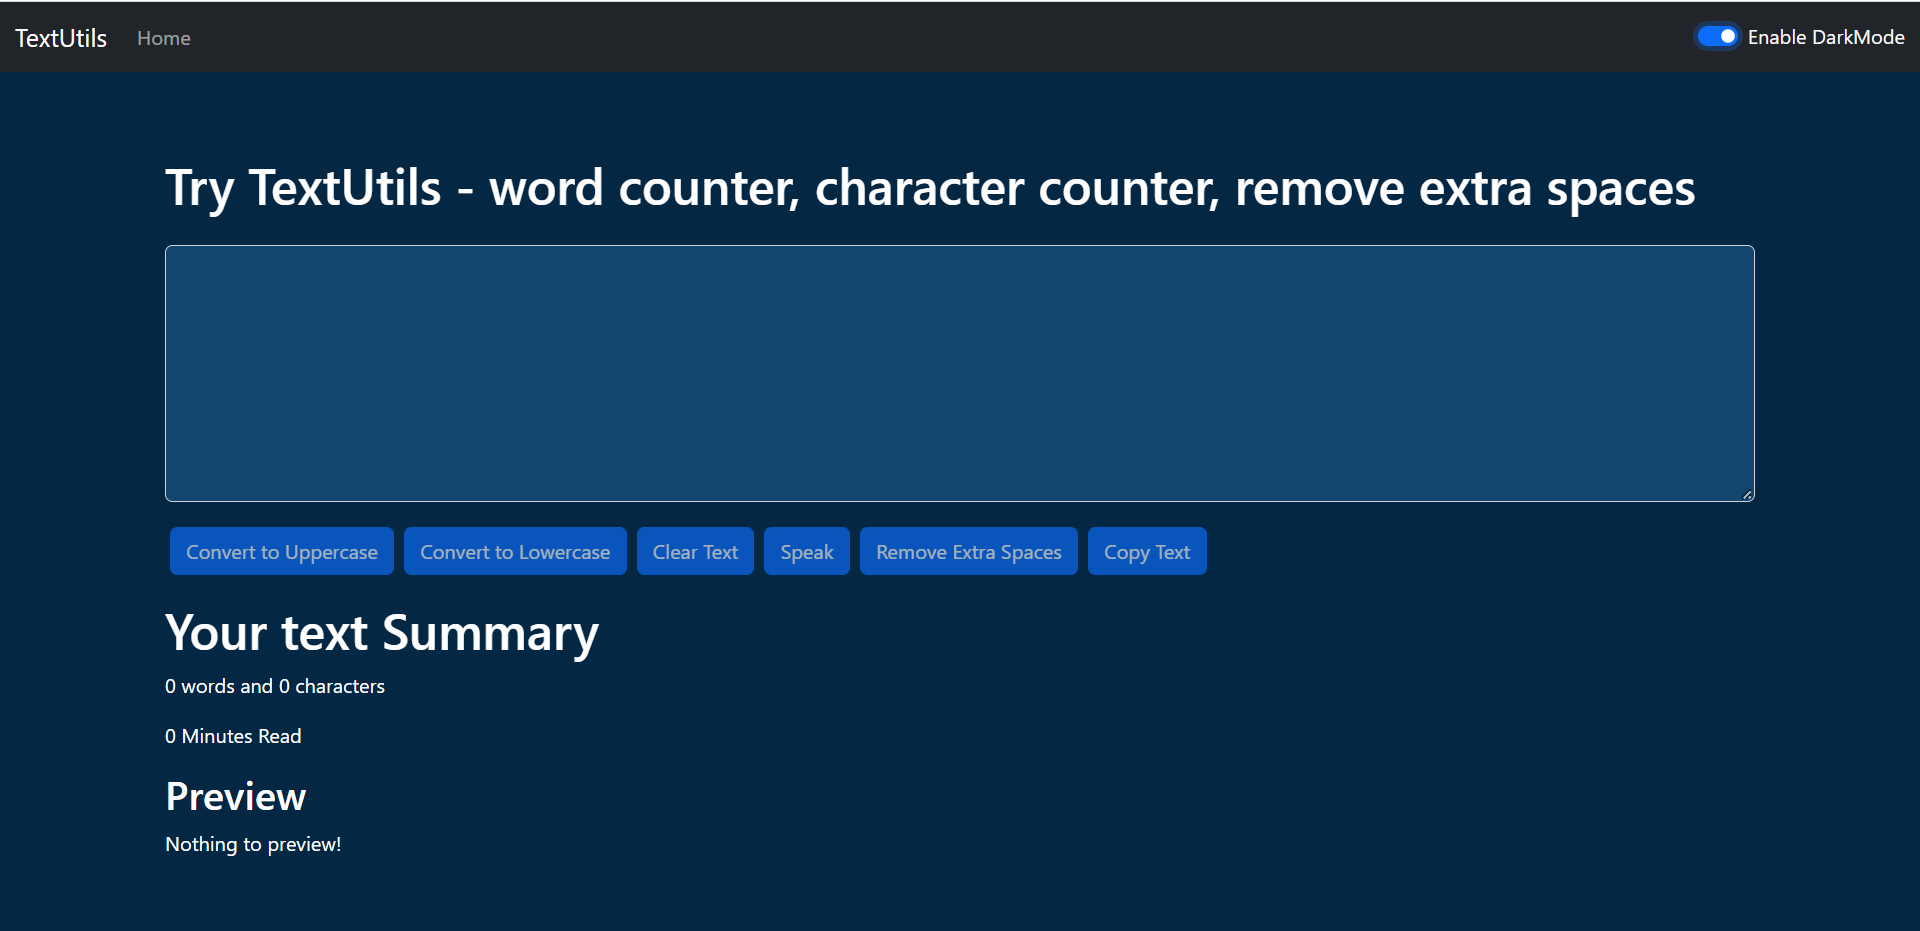 TextUtils Home Enable DarkMode
Try TextUtils - word counter, character counter, remove extra spaces
Convert to Uppercase Convert to Lowercase Clear Text Speak Remove Extra Spaces Copy Text
Your text Summary
0 words and 0 characters
0 Minutes Read
Preview
Nothing to preview!